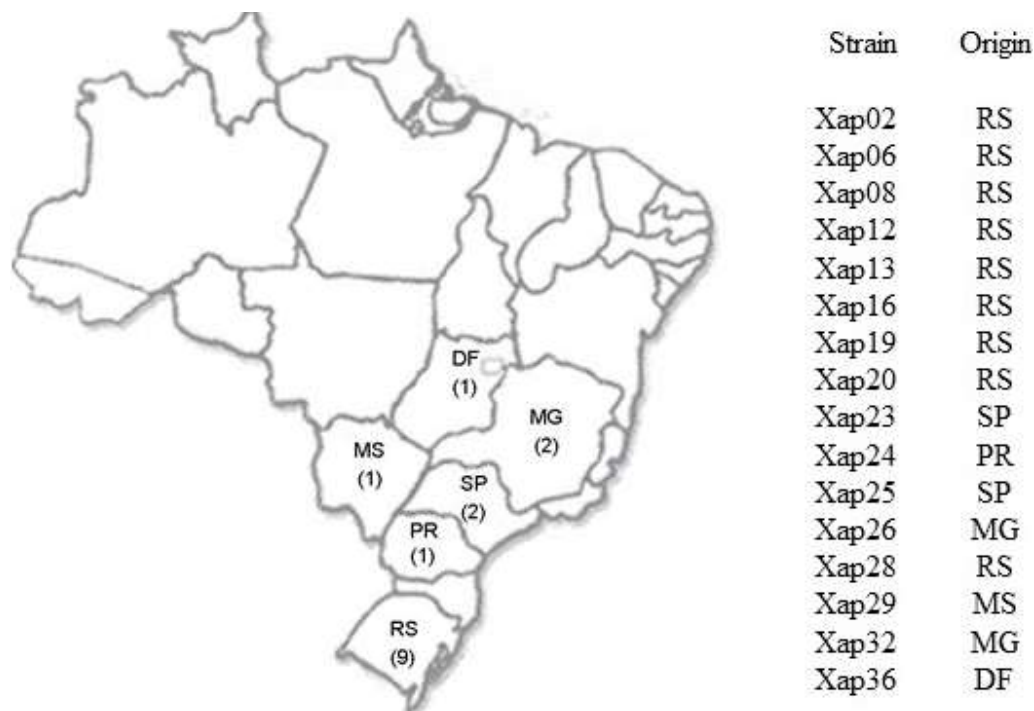 Strain Origin
Xap02 RS
Xap06 RS
Xap08 RS
Xap12 RS
Xap13 RS
Xap16 RS
Xap19 RS
Xap20 RS
Xap23 SP
Xap24 PR
Xap25 SP
Xap26 MG
Xap28 RS
Xap29 MS
Xap32 MG
Xap36 DF
DF
(1)
MG
(2)
MS
(1)
SP
(2)
PR
(1)
RS
(9)